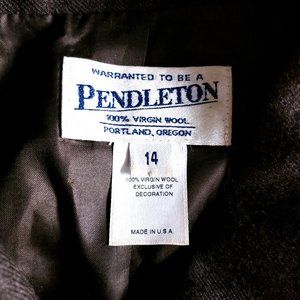 WARRANTED TO BE A
PENDLETON
100% VIRGIN WOOL
PORTLAND, OREGON
14
100% VIRGIN WOOL
EXCLUSIVE OF
DECORATION
MADE IN U.S.A.